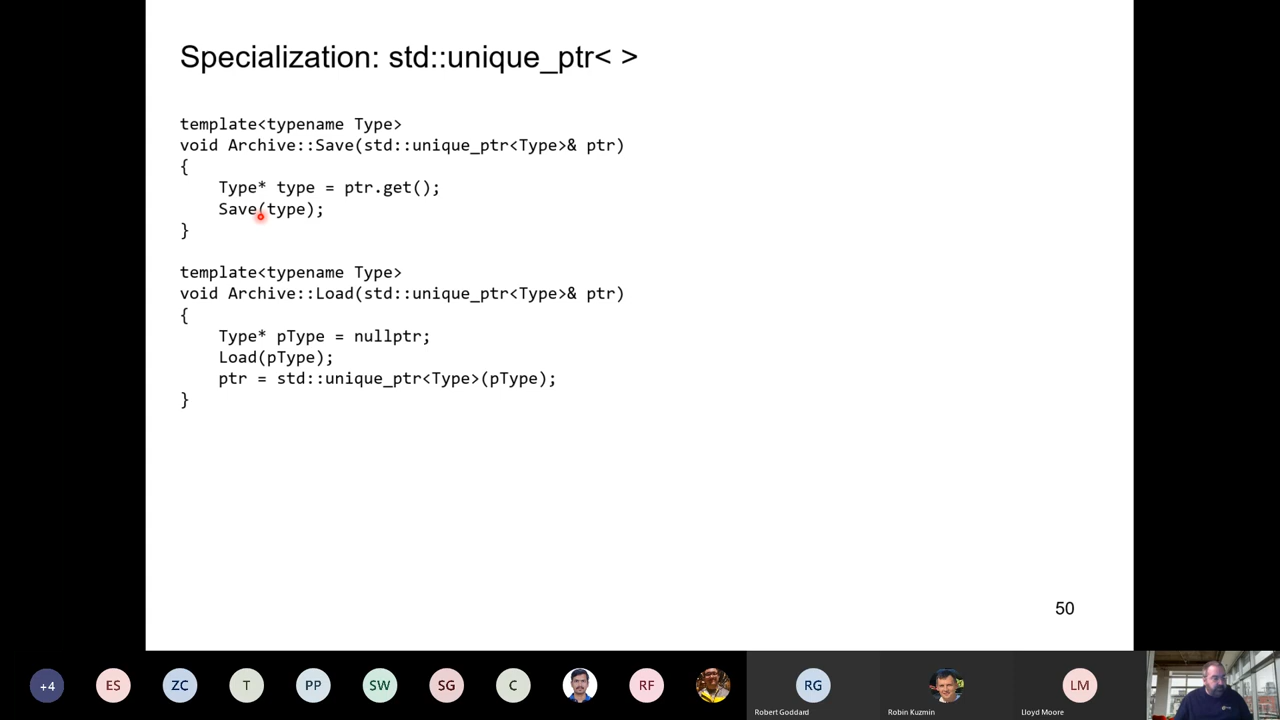 Specialization: std::unique_ptr< >
template<typename Type>
void Archive::Save(std::unique_ptr<Type>& ptr)
{
    Type* type = ptr.get();
    Save(type);
}
template<typename Type>
void Archive::Load(std::unique_ptr<Type>& ptr)
{
    Type* pType = nullptr;
    Load(pType);
    ptr = std::unique_ptr<Type>(pType);
}
50
+4 ES ZC T PP SW SG C RF RG LM
Robert Goddard Robin Kuzmin Lloyd Moore